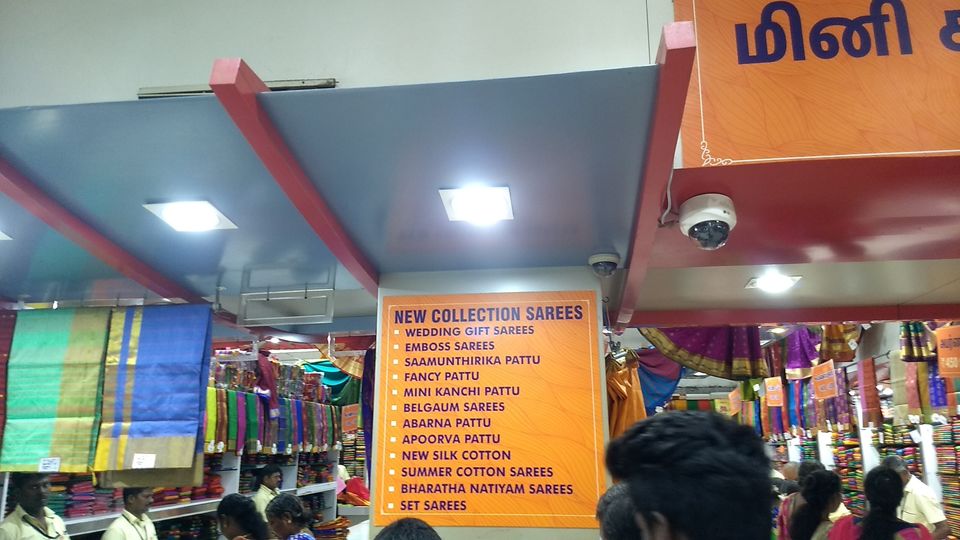 மினி
NEW COLLECTION SAREES
WEDDING GIFT SAREES
EMBOSS SAREES
SAAMUNTHIRIKA PATTU
FANCY PATTU
MINI KANCHI PATTU
BELGAUM SAREES
ABARNA PATTU
APOORVA PATTU
NEW SILK COTTON
SUMMER COTTON SAREES
BHARATHA NATIYAM SAREES
SET SAREES